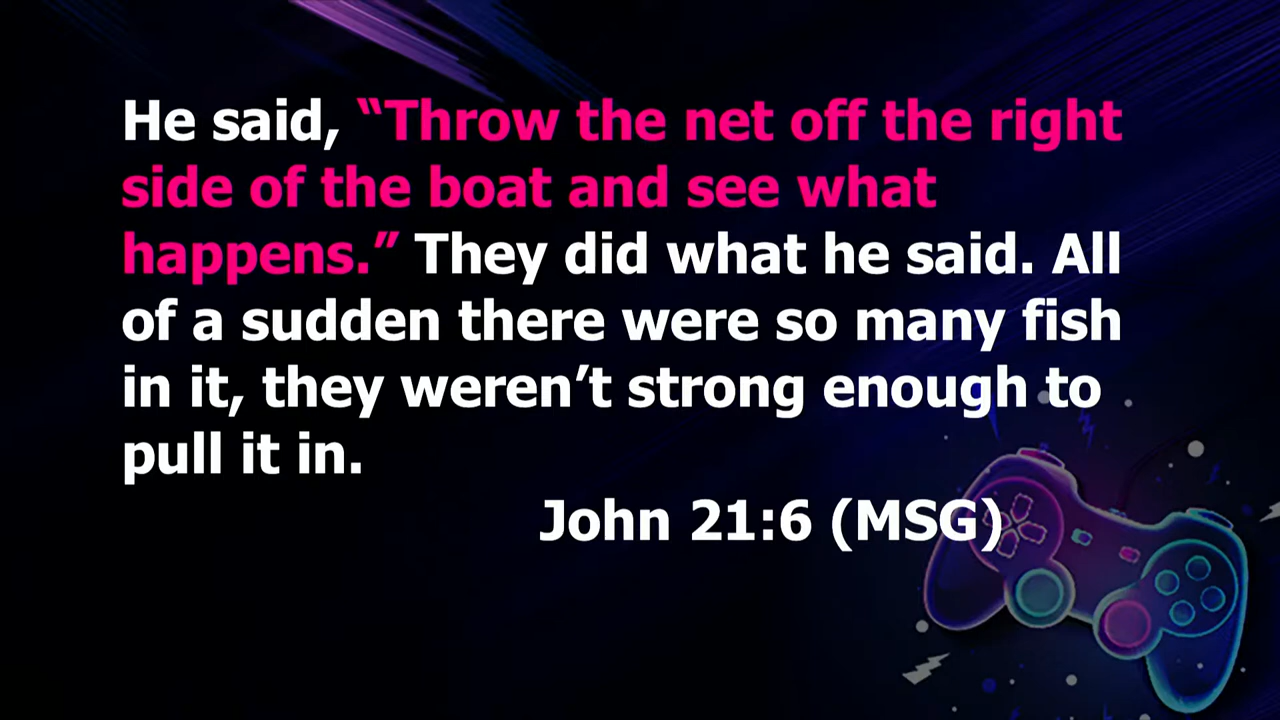 He said, “Throw the net off the right
side of the boat and see what
happens.” They did what he said. All
of a sudden there were so many fish
in it, they weren’t strong enough to
pull it in.
John 21:6 (MSG)